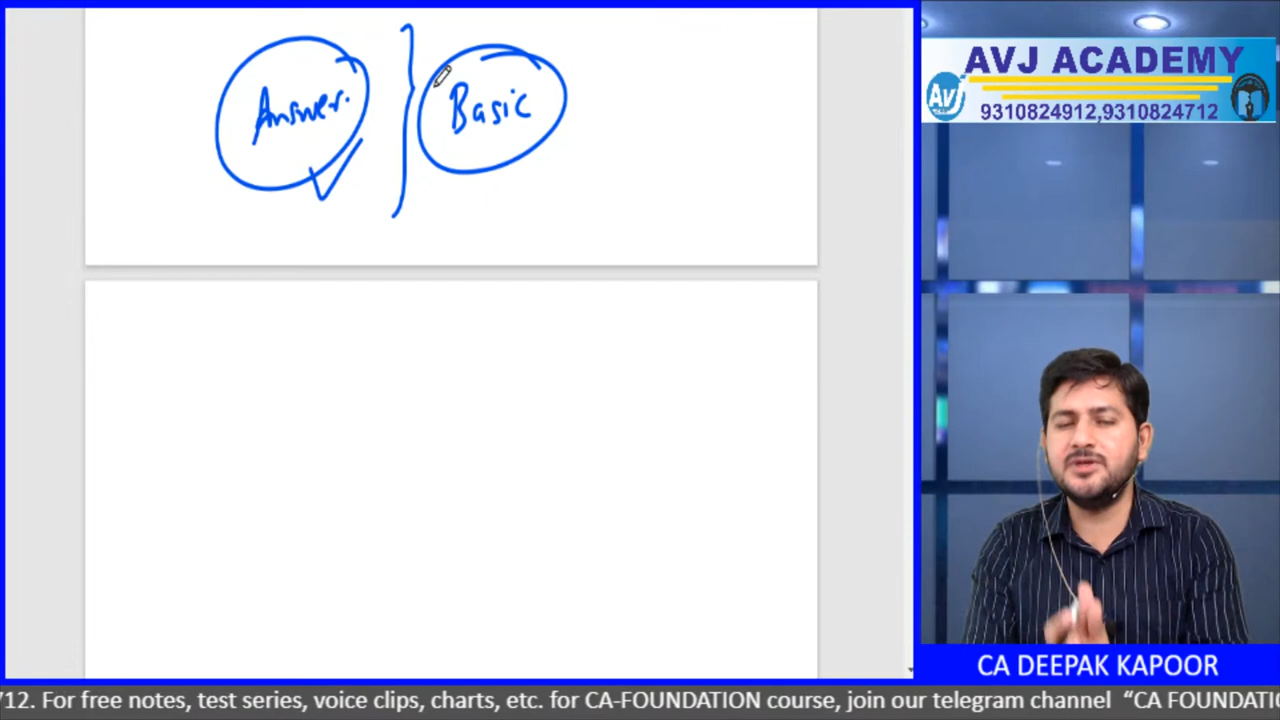 Answer. Basic
AVJ ACADEMY
AV
9310824912,9310824712
CA DEEPAK KAPOOR
/12. For free notes, test series, voice clips, charts, etc. for CA-FOUNDATION course, join our telegram channel “CA FOUNDATI